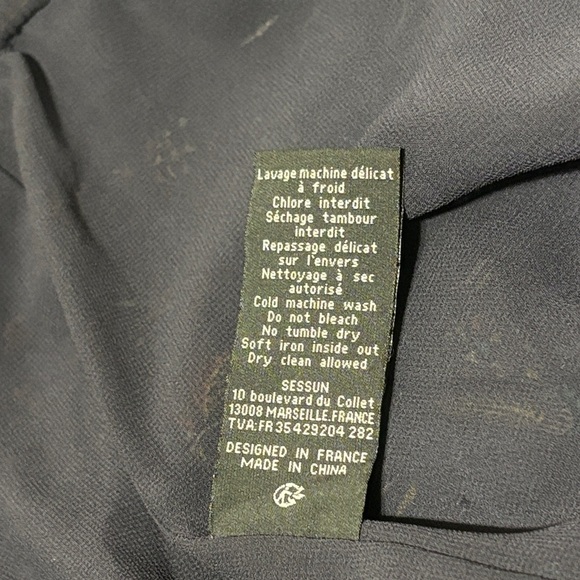 Lavage machine délicat
à froid
Chlore interdit
Séchage tambour
interdit
Repassage délicat
sur l'envers
Nettoyage à sec
autorisé
Cold machine wash
Do not bleach
No tumble dry
Soft iron inside out
Dry clean allowed
SESSUN
10 boulevard du Collet
13008 MARSEILLE.FRANCE
TVA:FR 35429204 282
DESIGNED IN FRANCE
MADE IN CHINA